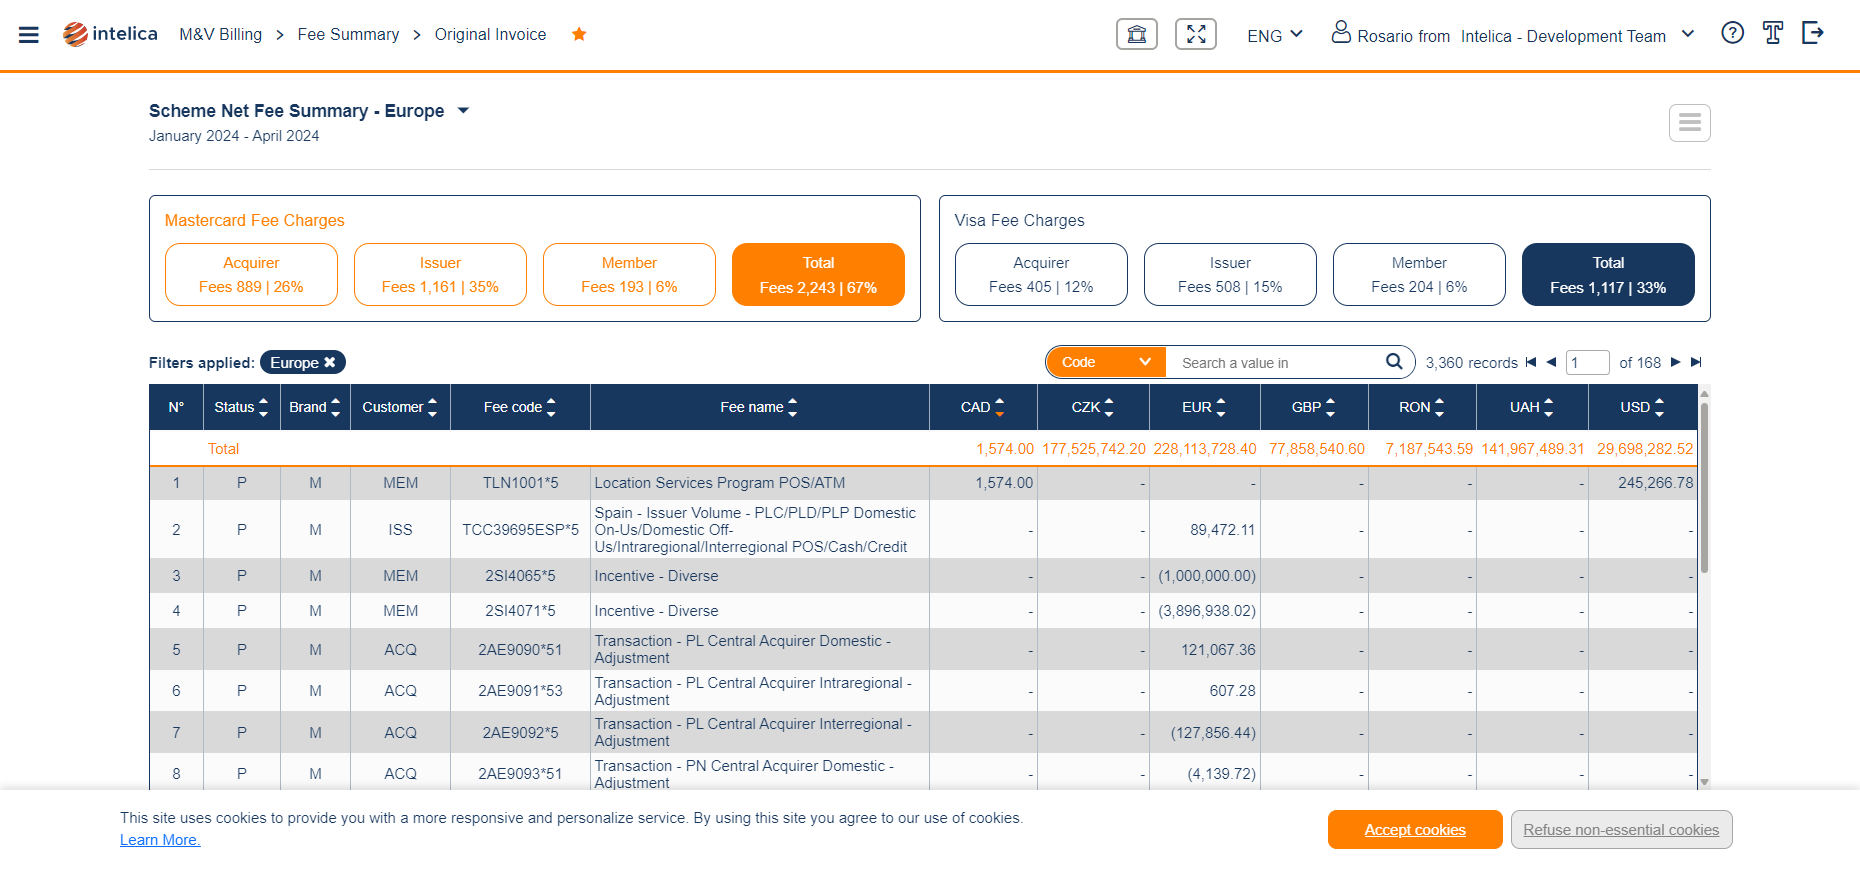 intelica M&V Billing > Fee Summary > Original Invoice ENG Rosario from Intelica - Development Team
Scheme Net Fee Summary - Europe
January 2024 - April 2024
Mastercard Fee Charges
Acquirer
Fees 889 | 26%
Issuer
Fees 1,161 | 35%
Member
Fees 193 | 6%
Total
Fees 2,243 | 67%
Visa Fee Charges
Acquirer
Fees 405 | 12%
Issuer
Fees 508 | 15%
Member
Fees 204 | 6%
Total
Fees 1,117 | 33%
Filters applied: Europe ✖ Code Search a value in 3,360 records 1 of 168
N° Status Brand Customer Fee code Fee name CAD CZK EUR GBP RON UAH USD
Total 1,574.00 177,525,742.20 228,113,728.40 77,858,540.60 7,187,543.59 141,967,489.31 29,698,282.52
1 P M MEM TLN1001*5 Location Services Program POS/ATM 1,574.00 - - - - - 245,266.78
2 P M ISS TCC39695ESP*5 Spain - Issuer Volume - PLC/PLD/PLP Domestic
On-Us/Domestic Off-
Us/Intraregional/Interregional POS/Cash/Credit - - 89,472.11 - - - -
3 P M MEM 2SI4065*5 Incentive - Diverse - - (1,000,000.00) - - - -
4 P M MEM 2SI4071*5 Incentive - Diverse - - (3,896,938.02) - - - -
5 P M ACQ 2AE9090*51 Transaction - PL Central Acquirer Domestic -
Adjustment - - 121,067.36 - - - -
6 P M ACQ 2AE9091*53 Transaction - PL Central Acquirer Intraregional -
Adjustment - - 607.28 - - - -
7 P M ACQ 2AE9092*5 Transaction - PL Central Acquirer Interregional -
Adjustment - - (127,856.44) - - - -
8 P M ACQ 2AE9093*51 Transaction - PN Central Acquirer Domestic -
Adjustment - - (4,139.72) - - - -
This site uses cookies to provide you with a more responsive and personalize service. By using this site you agree to our use of cookies.
Learn More.
Accept cookies
Refuse non-essential cookies